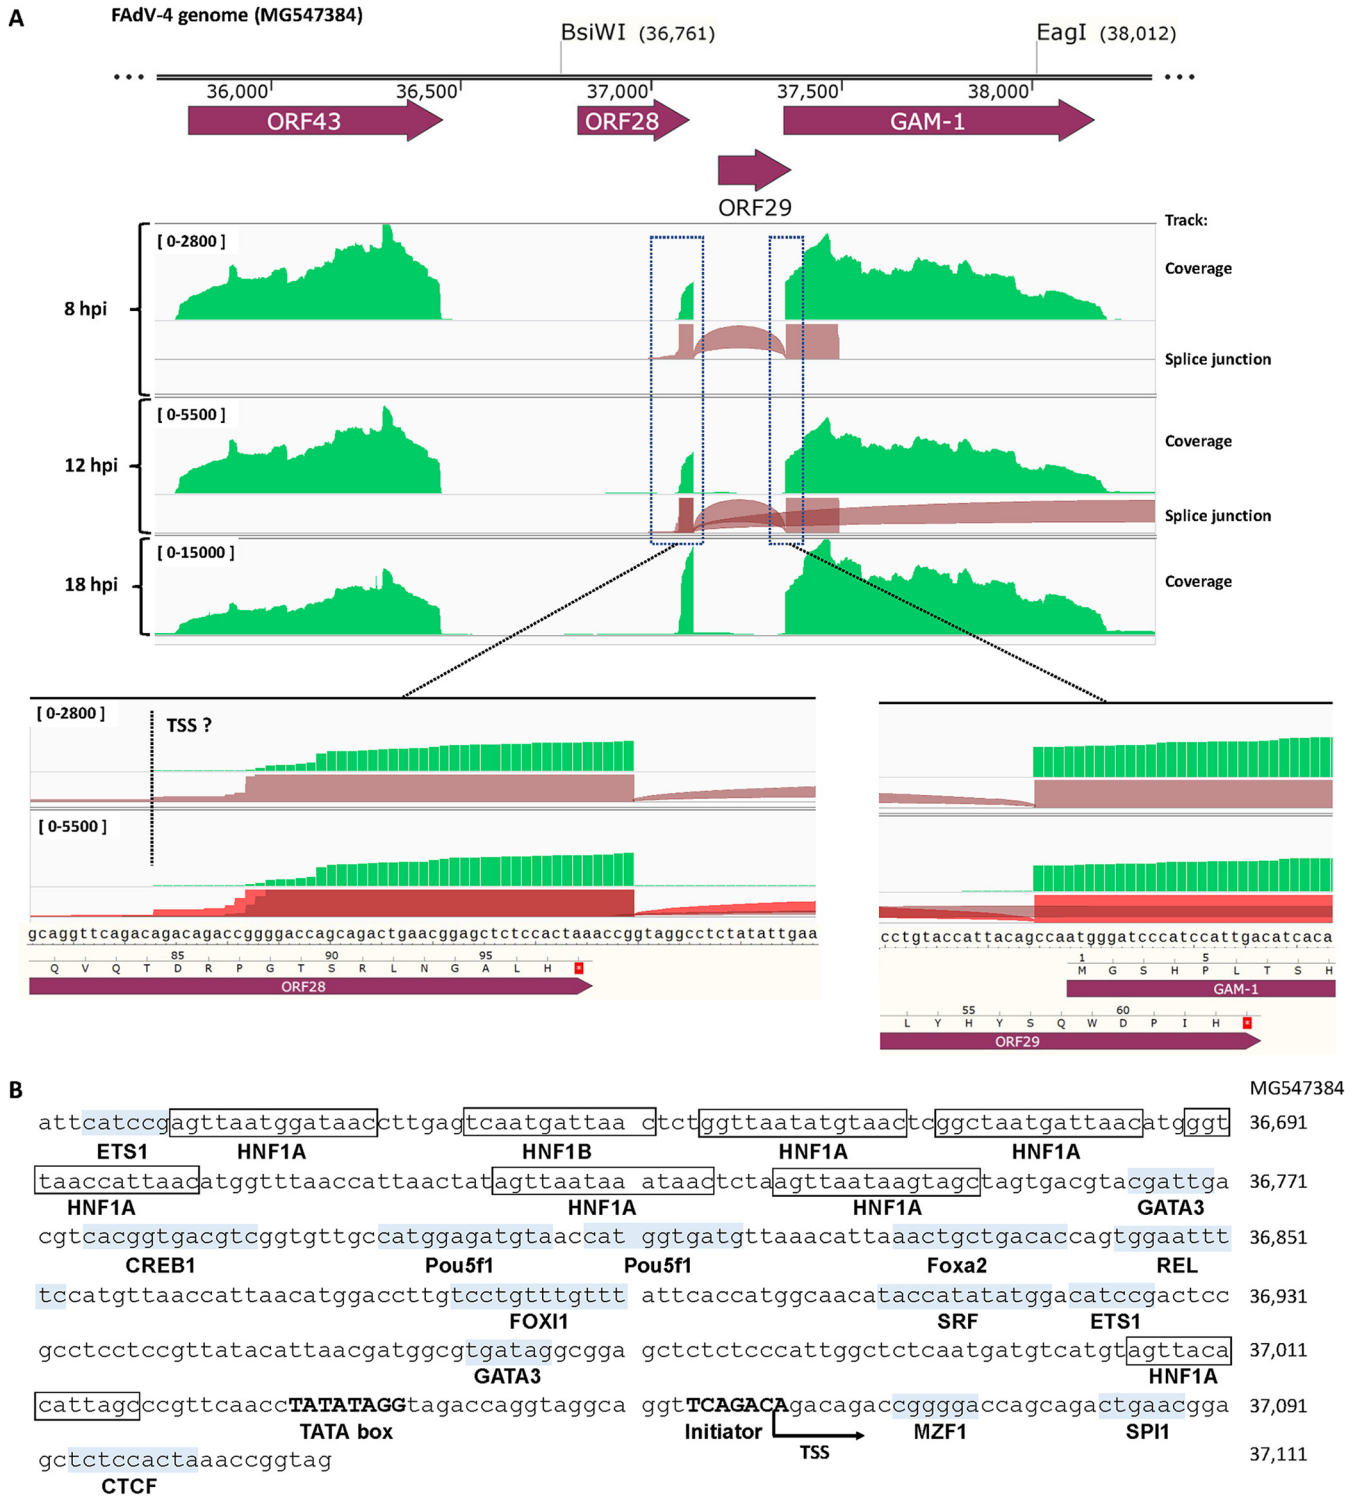 A
FAdV-4 genome (MG547384)
BsiWI (36,761)
EagI (38,012)
36,000
36,500
37,000
37,500
38,000
ORF43
ORF28
GAM-1
ORF29
Track:
[ 0-2800 ]
Coverage
8 hpi
Splice junction
[ 0-5500 ]
Coverage
12 hpi
Splice junction
[ 0-15000 ]
18 hpi
Coverage
[ 0-2800 ]
TSS ?
[ 0-5500 ]
gcaggttcagacagacagaccggggaccagcagactgaacggagctctccactaaaccggtaggcctctatattgaa
85 90 95
Q V Q T D R P G T S R L N G A L H *
ORF28
cctgtaccattacagccaatgggatcccatccattgacatcaca
1 5
M G S H P L T S H
GAM-1
55 60
L Y H Y S Q W D P I H *
ORF29
B
MG547384
attcatccgagttaatggataaccttgagtcaatgattaa ctctggttaatatgtaactcggctaatgattaacatgggt 36,691
ETS1 HNF1A HNF1B HNF1A HNF1A
taaccattaacatggtttaaccattaactatagttaataa ataactctaagttaataagtagctagtgacgtacgattga 36,771
HNF1A HNF1A HNF1A GATA3
cgtcacggtgacgtcggtgttgccatggagatgtaaccat ggtgatgttaaacattaaactgctgacaccagtggaattt 36,851
CREB1 Pou5f1 Pou5f1 Foxa2 REL
tccatgttaaccattaacatggaccttgtcctgtttgttt attcaccatggcaacataccatatatggacatccgactcc 36,931
FOXI1 SRF ETS1
gcctcctccgttatacattaacgatggcgtgataggcgga gctctctcccattggctctcaatgatgtcatgtagttaca 37,011
GATA3 HNF1A
cattagcccgttcaaccTATATAGGtagaccaggtaggca ggtTCAGACAgacagaccggggaccagcagactgaacgga 37,091
TATA box Initiator TSS MZF1 SPI1
gctctccactaaaccggtag 37,111
CTCF